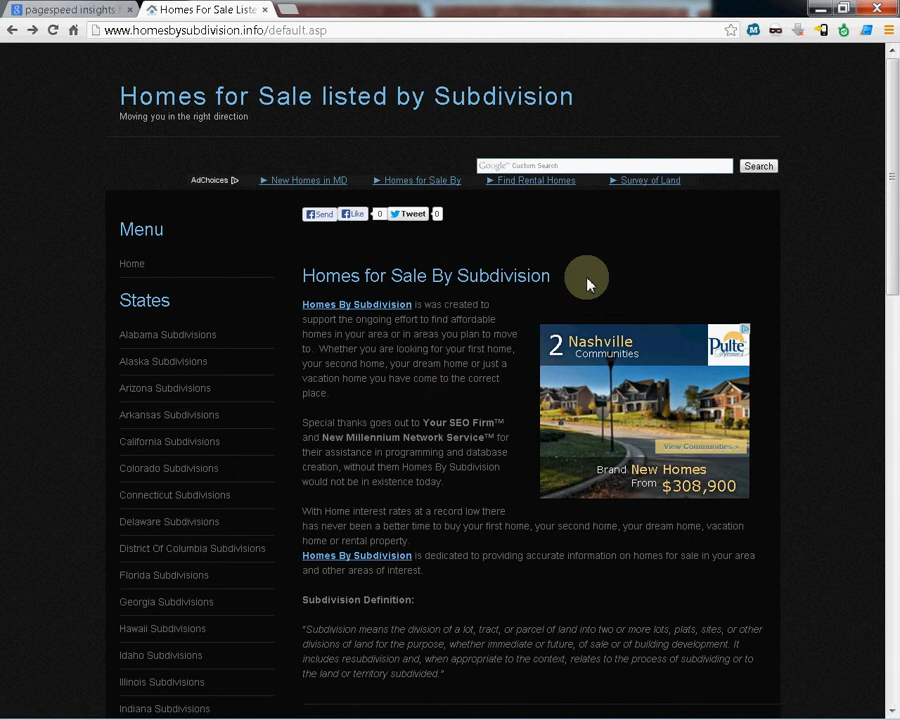 pagespeed insights
Homes For Sale List
www.homesbysubdivision.info/default.asp
Homes for Sale listed by Subdivision
Moving you in the right direction
Google™ Custom Search
Search
AdChoices
► New Homes in MD
► Homes for Sale By
► Find Rental Homes
► Survey of Land
Send
Like
0
Tweet
0
Menu
Home
States
Alabama Subdivisions
Alaska Subdivisions
Arizona Subdivisions
Arkansas Subdivisions
California Subdivisions
Colorado Subdivisions
Connecticut Subdivisions
Delaware Subdivisions
District Of Columbia Subdivisions
Florida Subdivisions
Georgia Subdivisions
Hawaii Subdivisions
Idaho Subdivisions
Illinois Subdivisions
Indiana Subdivisions
Homes for Sale By Subdivision
Homes By Subdivision is was created to
support the ongoing effort to find affordable
homes in your area or in areas you plan to move
to. Whether you are looking for your first home,
your second home, your dream home or just a
vacation home you have come to the correct
place.
Special thanks goes out to Your SEO Firm™
and New Millennium Network Service™ for
their assistance in programming and database
creation, without them Homes By Subdivision
would not be in existence today.
With Home interest rates at a record low there
has never been a better time to buy your first home, your second home, your dream home, vacation
home or rental property.
Homes By Subdivision is dedicated to providing accurate information on homes for sale in your area
and other areas of interest.
Subdivision Definition:
"Subdivision means the division of a lot, tract, or parcel of land into two or more lots, plats, sites, or other
divisions of land for the purpose, whether immediate or future, of sale or of building development. It
includes resubdivision and, when appropriate to the context, relates to the process of subdividing or to
the land or territory subdivided."
2 Nashville
Communities
Pulte
View Communities >
Brand New Homes
From $308,900